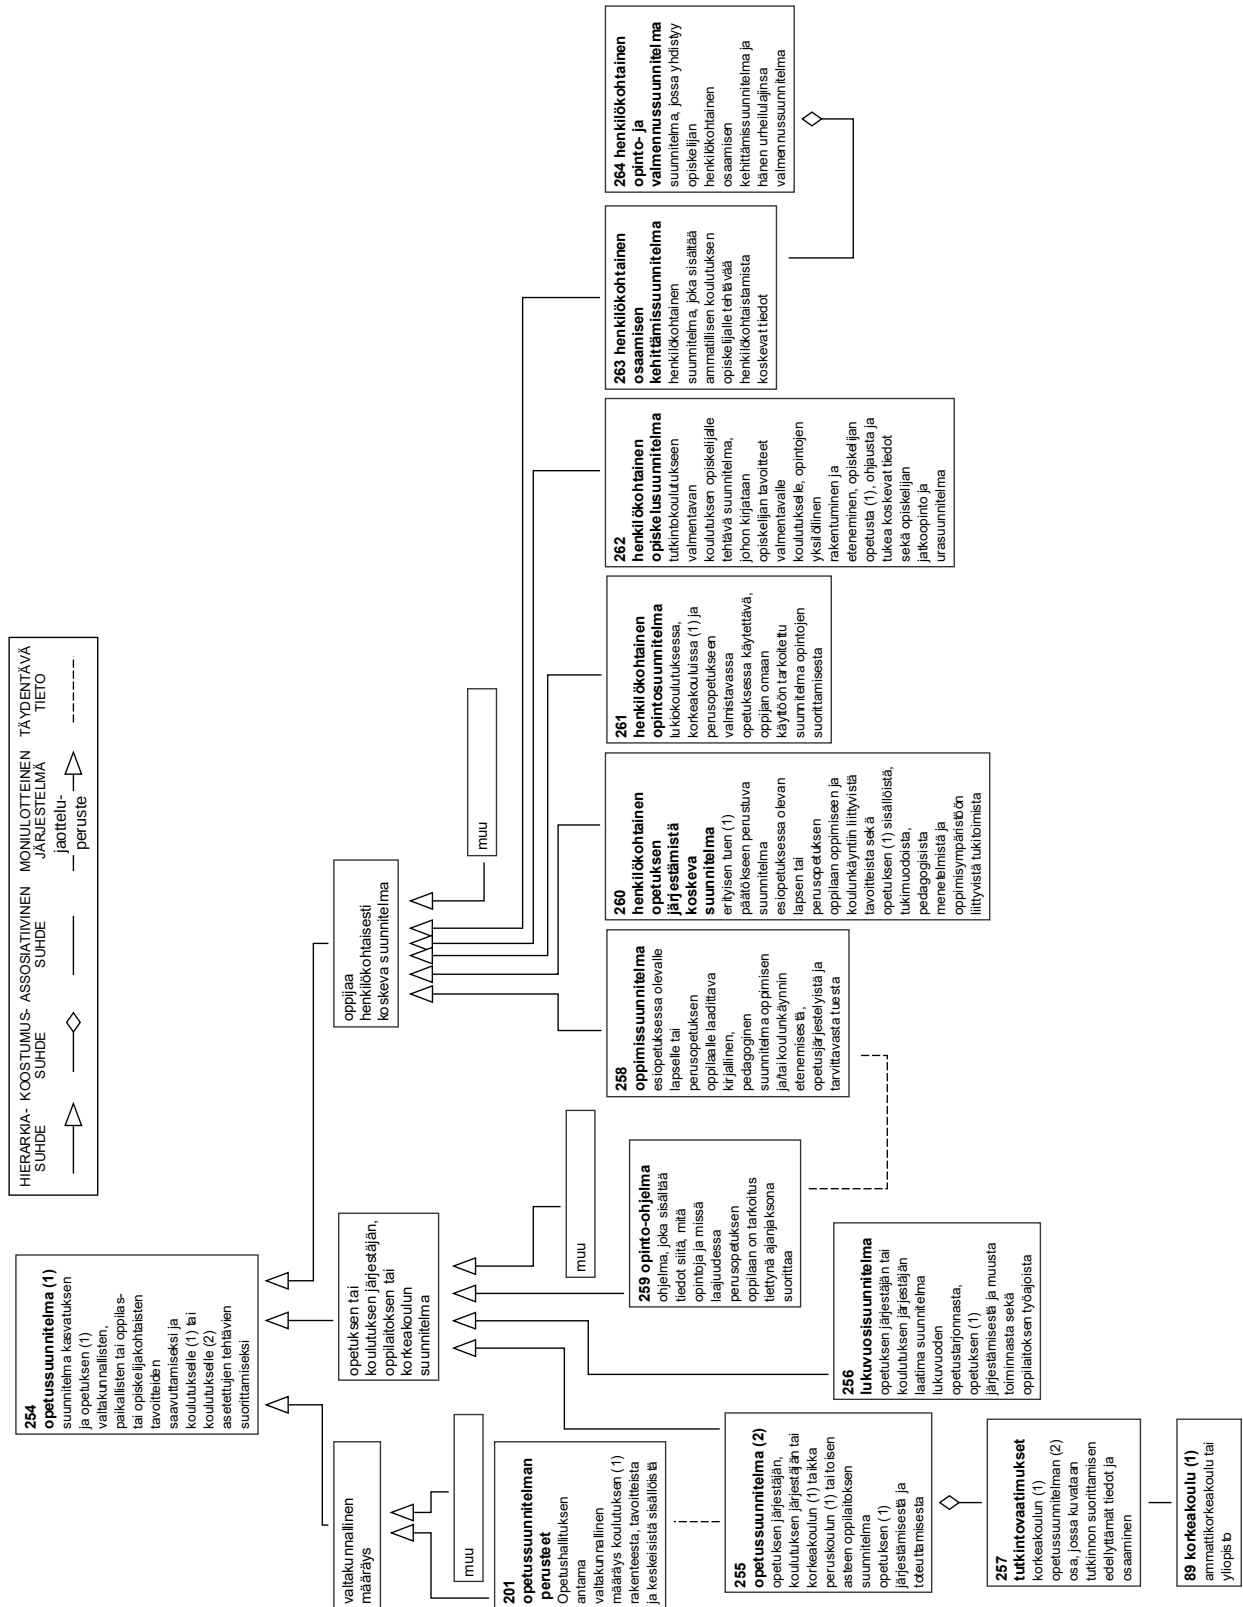 HIERARKIA-
SUHDE
KOOSTUMUS-
SUHDE
ASSOSIATIIVINEN
SUHDE
MONIULOTTEINEN
JÄRJESTELMÄ
jaottelu-
peruste
TÄYDENTÄVÄ
TIETO
254
opetussuunnitelma (1)
suunnitelma kasvatuksen
ja opetuksen (1)
valtakunnallisten,
paikallisten tai oppilas-
tai opiskelijakohtaisten
tavoitteiden
saavuttamiseksi ja
koulutukselle (1) tai
koulutukselle (2)
asetettujen tehtävien
suorittamiseksi
valtakunnallinen
määräys
opetuksen tai
koulutuksen järjestäjän,
oppilaitoksen tai
korkeakoulun
suunnitelma
oppijaa
henkilökohtaisesti
koskeva suunnitelma
muu
muu
muu
201
opetussuunnitelman
perusteet
Opetushallituksen
antama
valtakunnallinen
määräys koulutuksen (1)
rakenteesta, tavoitteista
ja keskeisistä sisällöistä
255
opetussuunnitelma (2)
opetuksen järjestäjän,
koulutuksen järjestäjän tai
korkeakoulun (1) taikka
peruskoulun (1) tai toisen
asteen oppilaitoksen
suunnitelma
opetuksen (1)
järjestämisestä ja
toteuttamisesta
256
lukuvuosisuunnitelma
opetuksen järjestäjän tai
koulutuksen järjestäjän
laatima suunnitelma
lukuvuoden
opetustarjonnasta,
opetuksen (1)
järjestämisestä ja muusta
toiminnasta sekä
oppilaitoksen työajoista
257
tutkintovaatimukset
korkeakoulun (1)
opetussuunnitelman (2)
osa, jossa kuvataan
tutkinnon suorittamisen
edellyttämät tiedot ja
osaaminen
89 korkeakoulu (1)
ammattikorkeakoulu tai
yliopisto
259 opinto-ohjelma
ohjelma, joka sisältää
tiedot siitä, mitä
opintoja ja missä
laajuudessa
perusopetuksen
oppilaan on tarkoitus
tiettynä ajanjaksona
suorittaa
258
oppimissuunnitelma
esiopetuksessa olevalle
lapselle tai
perusopetuksen
oppilaalle laadittava
kirjallinen,
pedagoginen
suunnitelma oppimisen
ja/tai koulunkäynnin
etenemisestä,
opetusjärjestelyistä ja
tarvittavasta tuesta
260
henkilökohtainen
opetuksen
järjestämistä
koskeva
suunnitelma
erityisen tuen (1)
päätökseen perustuva
suunnitelma
esiopetuksessa olevan
lapsen tai
perusopetuksen
oppilaan oppimiseen ja
koulunkäyntiin liittyvistä
tavoitteista sekä
opetuksen (1) sisällöistä,
tukimuodoista,
pedagogisista
menetelmistä ja
oppimisympäristöön
liittyvistä tukitoimista
261
henkilökohtainen
opintosuunnitelma
lukiokoulutuksessa,
korkeakouluissa (1) ja
perusopetukseen
valmistavassa
opetuksessa käytettävä,
oppijan omaan
käyttöön tarkoitettu
suunnitelma opintojen
suorittamisesta
262
henkilökohtainen
opiskelusuunnitelma
tutkintokoulutukseen
valmentavan
koulutuksen opiskelijalle
tehtävä suunnitelma,
johon kirjataan
opiskelijan tavoitteet
valmentavalle
koulutukselle, opintojen
yksilöllinen
rakentuminen ja
eteneminen, opiskelijan
opetusta (1), ohjausta ja
tukea koskevat tiedot
sekä opiskelijan
jatkoopinto ja
urasuunnitelma
263 henkilökohtainen
osaamisen
kehittämissuunnitelma
henkilökohtainen
suunnitelma, joka sisältää
ammatillisen koulutuksen
opiskelijalle tehtävää
henkilökohtaistamista
koskevat tiedot
264 henkilökohtainen
opinto- ja
valmennussuunnitelma
suunnitelma, jossa yhdistyy
opiskelijan
henkilökohtainen
osaamisen
kehittämissuunnitelma ja
hänen urheilulajinsa
valmennussuunnitelma